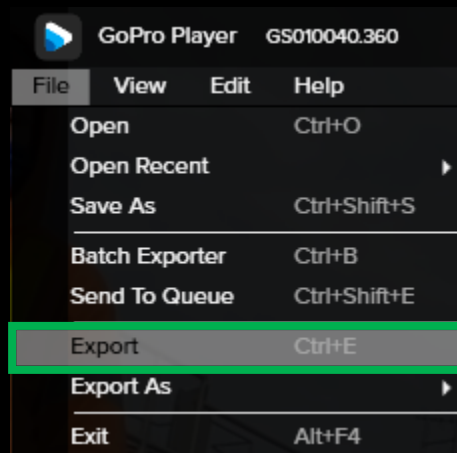 GoPro Player GS010040.360
File View Edit Help
Open Ctrl+O
Open Recent
Save As Ctrl+Shift+S
Batch Exporter Ctrl+B
Send To Queue Ctrl+Shift+E
Export Ctrl+E
Export As
Exit Alt+F4